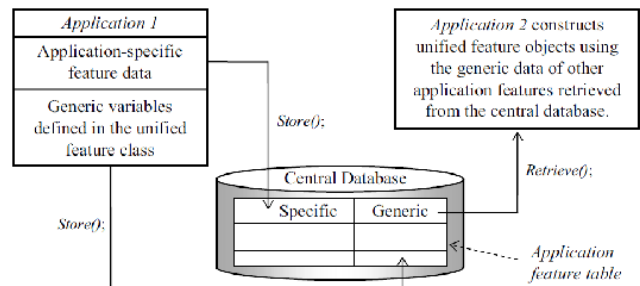 Application 1
Application-specific
feature data
Generic variables
defined in the unified
feature class
Application 2 constructs
unified feature objects using
the generic data of other
application features retrieved
from the central database.
Store();
Retrieve();
Central Database
Specific
Generic
Store();
Application
feature table